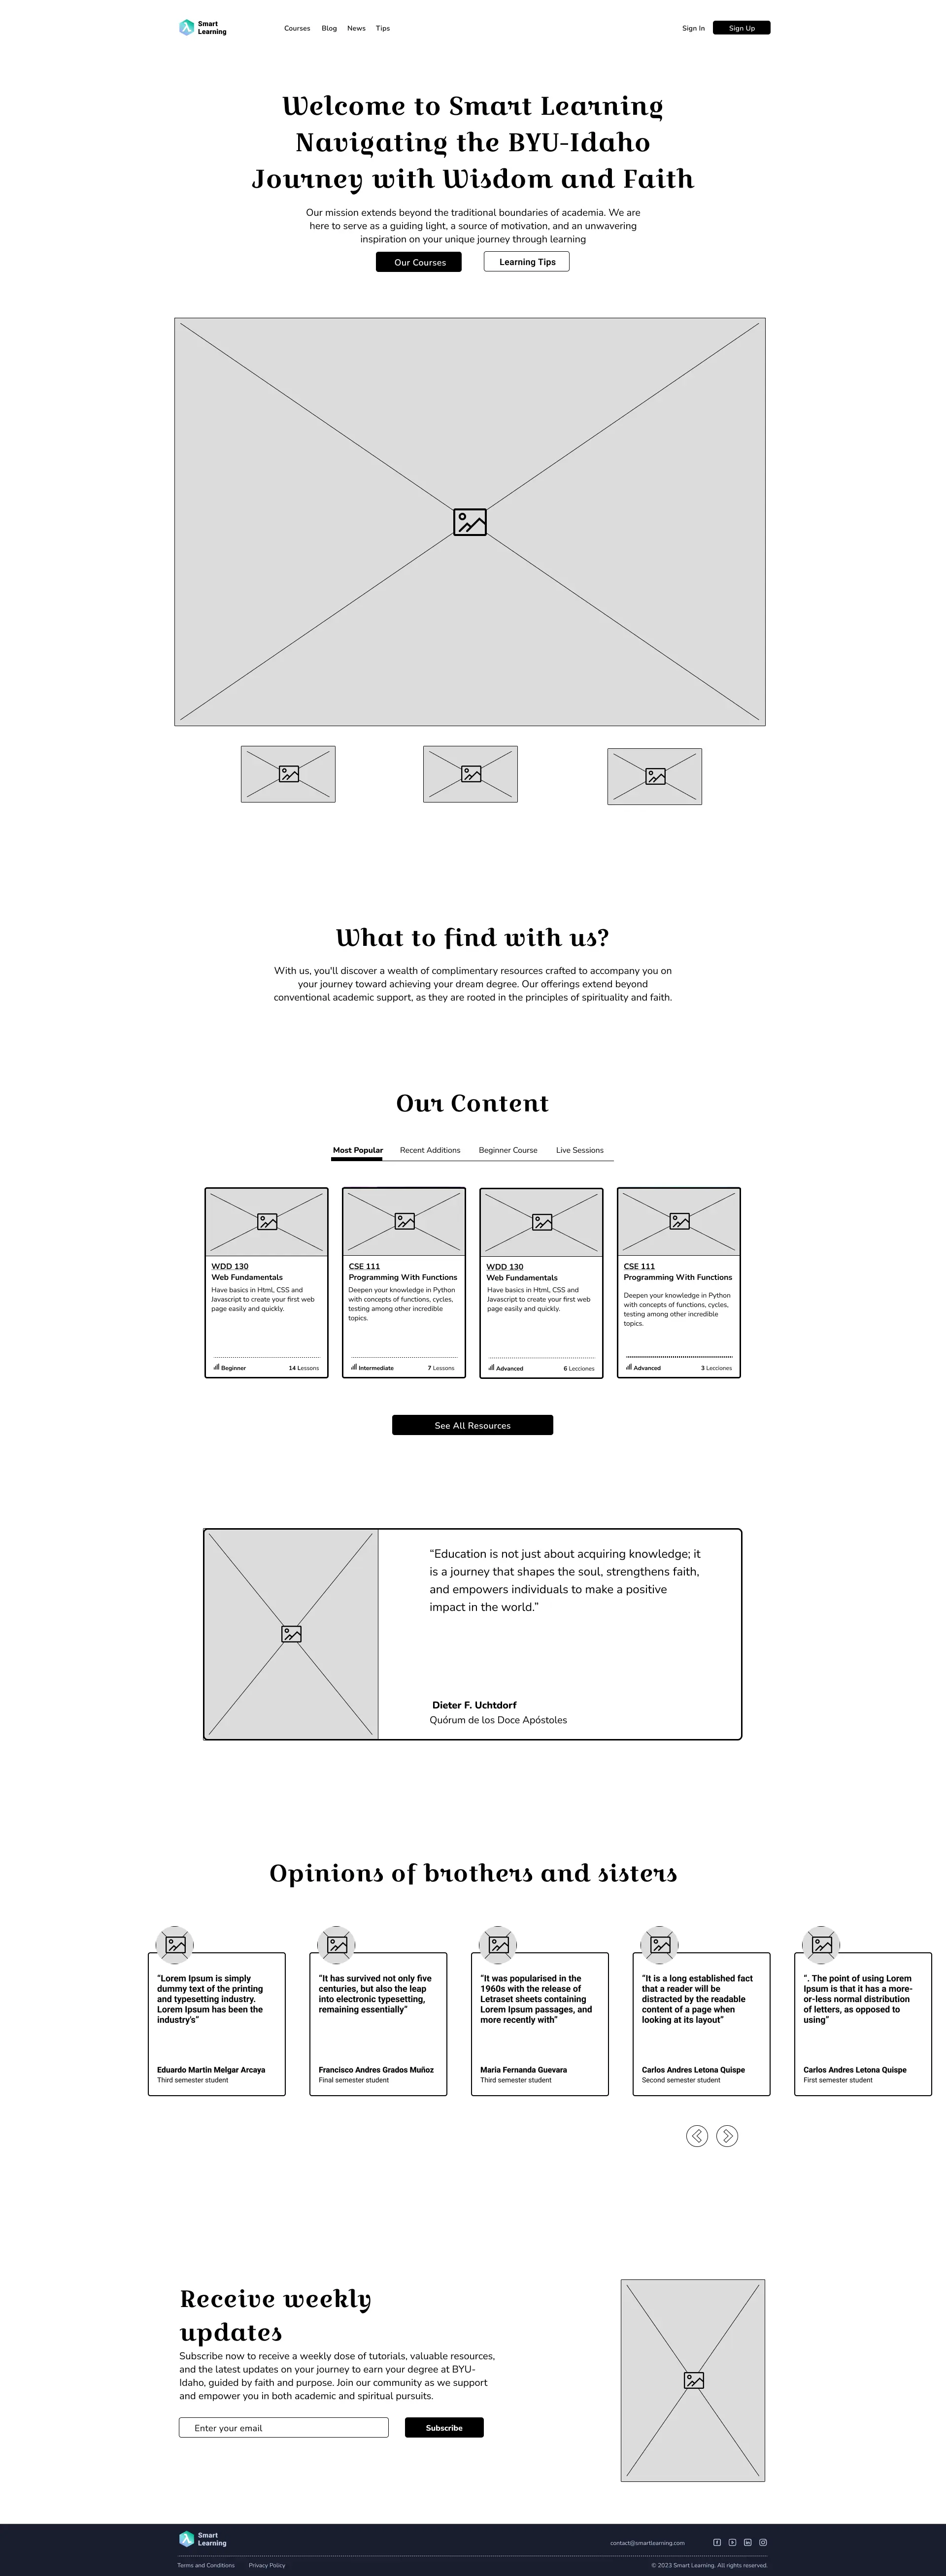 Smart
Learning
Courses Blog News Tips
Sign In Sign Up
Welcome to Smart Learning
Navigating the BYU-Idaho
Journey with Wisdom and Faith
Our mission extends beyond the traditional boundaries of academia. We are
here to serve as a guiding light, a source of motivation, and an unwavering
inspiration on your unique journey through learning
Our Courses Learning Tips
What to find with us?
With us, you'll discover a wealth of complimentary resources crafted to accompany you on
your journey toward achieving your dream degree. Our offerings extend beyond
conventional academic support, as they are rooted in the principles of spirituality and faith.
Our Content
Most Popular Recent Additions Beginner Course Live Sessions
WDD 130
Web Fundamentals
Have basics in Html, CSS and
Javascript to create your first web
page easily and quickly.
Beginner 14 Lessons
CSE 111
Programming With Functions
Deepen your knowledge in Python
with concepts of functions, cycles,
testing among other incredible
topics.
Intermediate 7 Lessons
WDD 130
Web Fundamentals
Have basics in Html, CSS and
Javascript to create your first web
page easily and quickly.
Advanced 6 Lecciones
CSE 111
Programming With Functions
Deepen your knowledge in Python
with concepts of functions, cycles,
testing among other incredible
topics.
Advanced 3 Lecciones
See All Resources
“Education is not just about acquiring knowledge; it
is a journey that shapes the soul, strengthens faith,
and empowers individuals to make a positive
impact in the world.”
Dieter F. Uchtdorf
Quórum de los Doce Apóstoles
Opinions of brothers and sisters
“Lorem Ipsum is simply
dummy text of the printing
and typesetting industry.
Lorem Ipsum has been the
industry's”
Eduardo Martin Melgar Arcaya
Third semester student
“It has survived not only five
centuries, but also the leap
into electronic typesetting,
remaining essentially”
Francisco Andres Grados Muñoz
Final semester student
“It was popularised in the
1960s with the release of
Letraset sheets containing
Lorem Ipsum passages, and
more recently with”
Maria Fernanda Guevara
Third semester student
“It is a long established fact
that a reader will be
distracted by the readable
content of a page when
looking at its layout”
Carlos Andres Letona Quispe
Second semester student
“. The point of using Lorem
Ipsum is that it has a more-
or-less normal distribution
of letters, as opposed to
using”
Carlos Andres Letona Quispe
First semester student
Receive weekly
updates
Subscribe now to receive a weekly dose of tutorials, valuable resources,
and the latest updates on your journey to earn your degree at BYU-
Idaho, guided by faith and purpose. Join our community as we support
and empower you in both academic and spiritual pursuits.
Enter your email Subscribe
Smart
Learning
contact@smartlearning.com
Terms and Conditions Privacy Policy
© 2023 Smart Learning. All rights reserved.